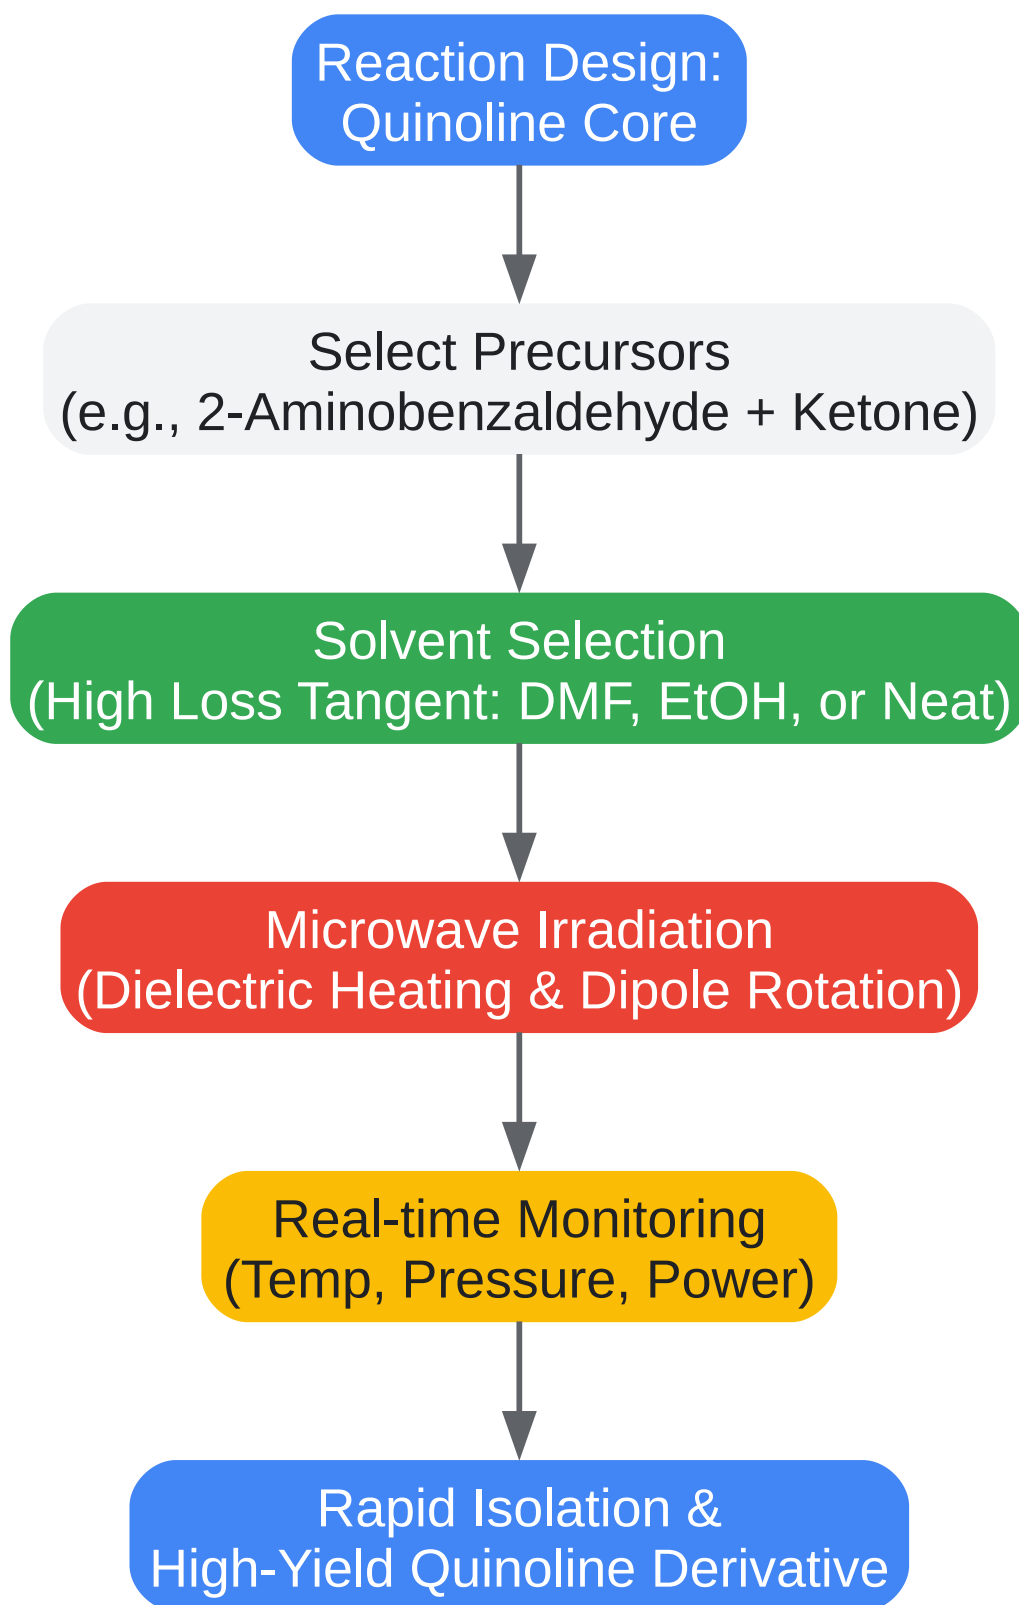 Reaction Design:
Quinoline Core
Select Precursors
(e.g., 2-Aminobenzaldehyde + Ketone)
Solvent Selection
(High Loss Tangent: DMF, EtOH, or Neat)
Microwave Irradiation
(Dielectric Heating & Dipole Rotation)
Real-time Monitoring
(Temp, Pressure, Power)
Rapid Isolation &
High-Yield Quinoline Derivative